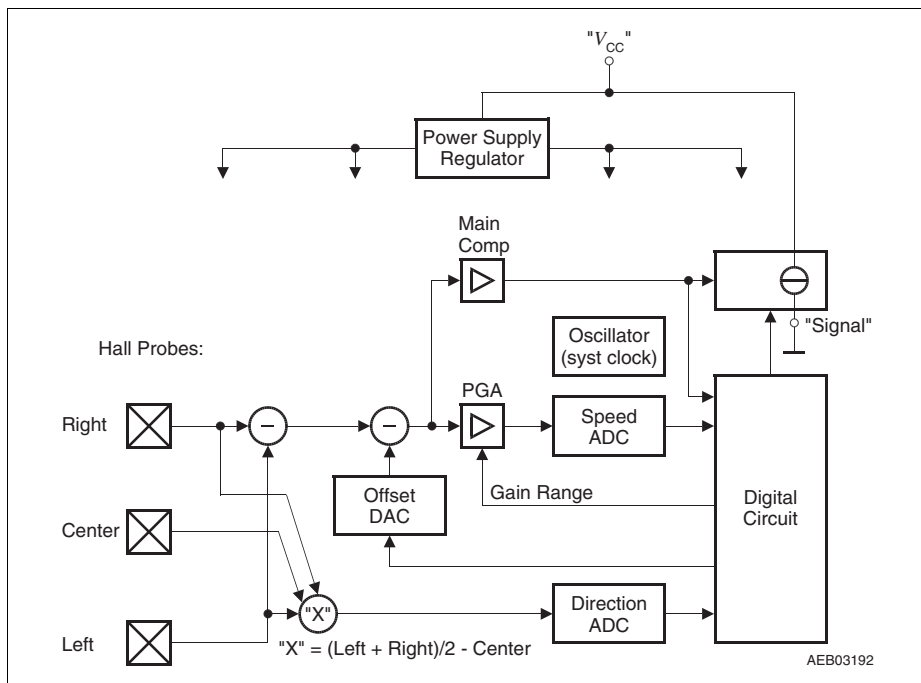 "VCC"
Power Supply
Regulator
Main
Comp
"Signal"
Oscillator
(syst clock)
Hall Probes:
PGA
Right
-
-
Speed
ADC
Gain Range
Offset
DAC
Digital
Circuit
Center
"X"
Direction
ADC
Left
"X" = (Left + Right)/2 - Center
AEB03192